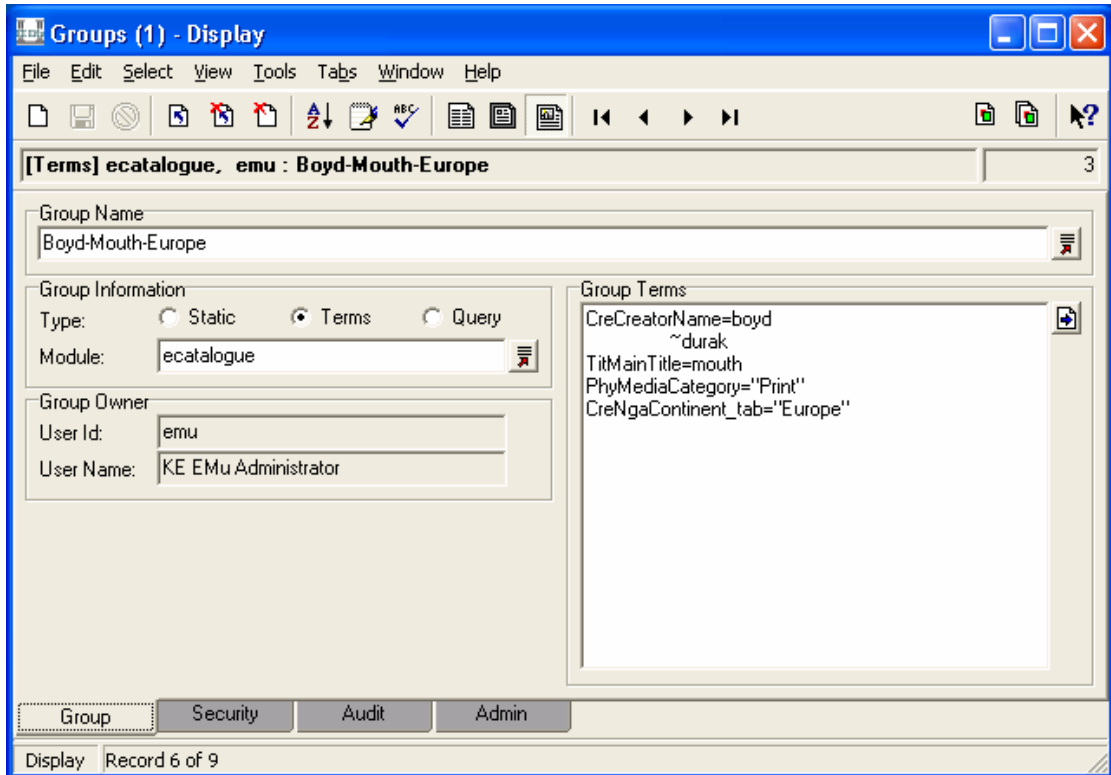 Groups (1) - Display
File Edit Select View Tools Tabs Window Help
[Terms] ecatalogue, emu : Boyd-Mouth-Europe 3
Group Name
Boyd-Mouth-Europe
Group Information
Type: Static Terms Query
Module: ecatalogue
Group Owner
User Id: emu
User Name: KE EMu Administrator
Group Terms
CreCreatorName=boyd
~durak
TitMainTitle=mouth
PhyMediaCategory="Print"
CreNgaContinent_tab="Europe"
Group Security Audit Admin
Display Record 6 of 9